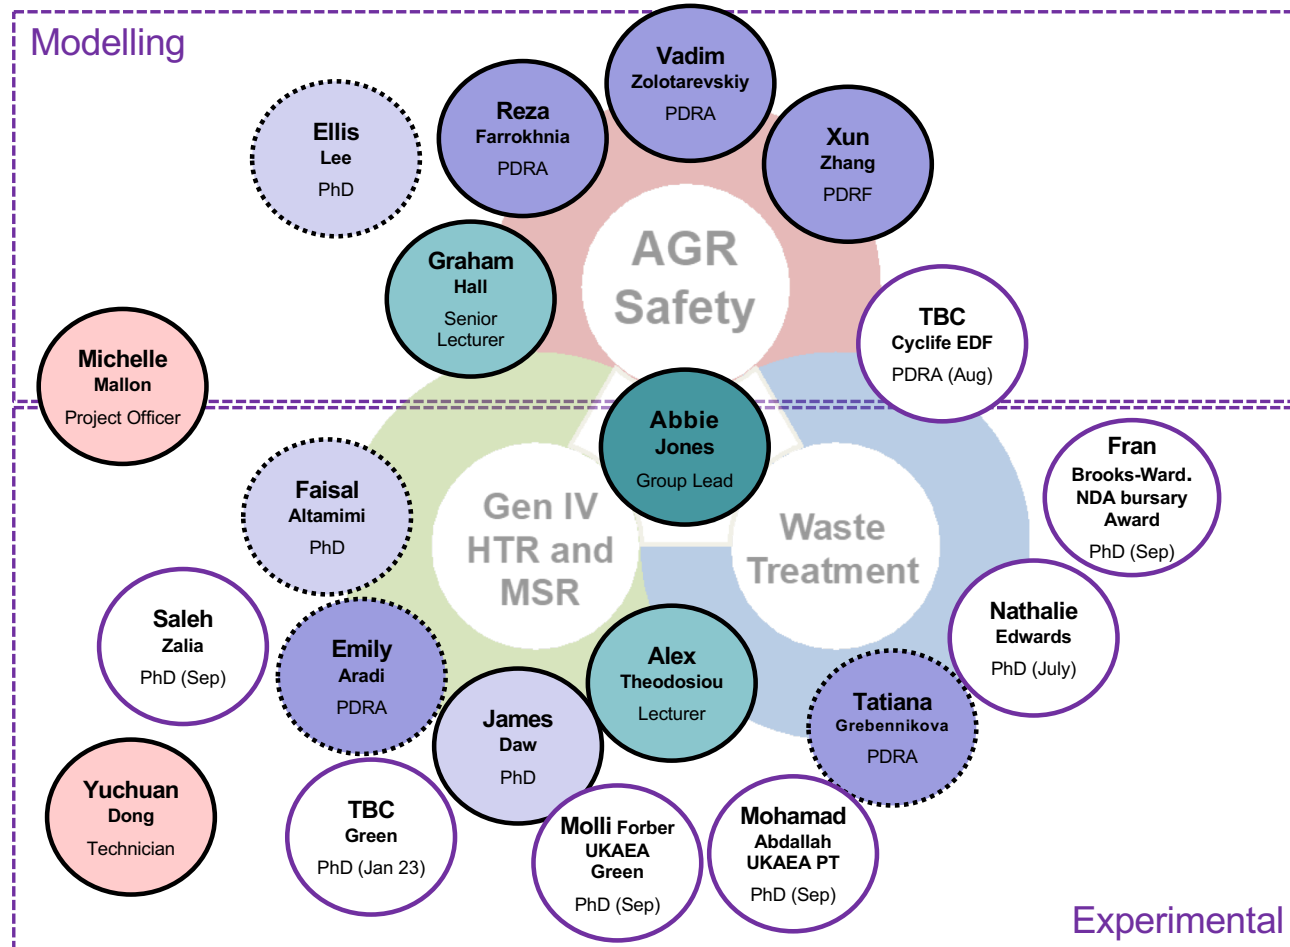 Modelling
Vadim
Zolotarevskiy
PDRA
Reza
Farrokhnia
PDRA
Xun
Zhang
PDRF
Ellis
Lee
PhD
Graham
Hall
Senior
Lecturer
AGR
Safety
TBC
Cyclife EDF
PDRA (Aug)
Michelle
Mallon
Project Officer
Abbie
Jones
Group Lead
Fran
Brooks-Ward.
NDA bursary
Award
PhD (Sep)
Faisal
Altamimi
PhD
Gen IV
HTR and
MSR
Waste
Treatment
Saleh
Zalia
PhD (Sep)
Emily
Aradi
PDRA
Alex
Theodosiou
Lecturer
Nathalie
Edwards
PhD (July)
Tatiana
Grebennikova
PDRA
James
Daw
PhD
Yuchuan
Dong
Technician
TBC
Green
PhD (Jan 23)
Molli Forber
UKAEA
Green
PhD (Sep)
Mohamad
Abdallah
UKAEA PT
PhD (Sep)
Experimental